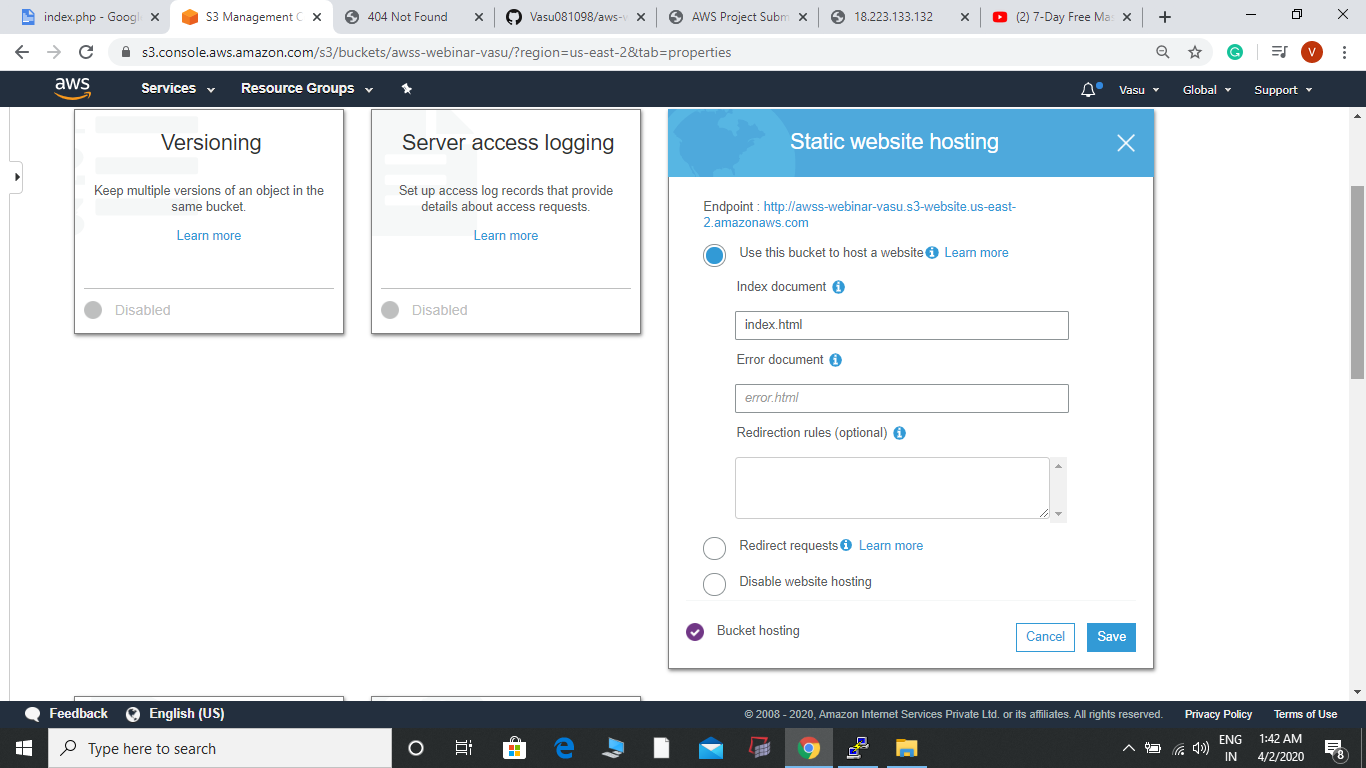 index.php - Googl
S3 Management C
404 Not Found
Vasu081098/aws-v
AWS Project Subm
18.223.133.132
(2) 7-Day Free Mas
s3.console.aws.amazon.com/s3/buckets/awss-webinar-vasu/?region=us-east-2&tab=properties
V
aws
Services
Resource Groups
Vasu
Global
Support
Versioning
Keep multiple versions of an object in the
same bucket.
Learn more
Disabled
Server access logging
Set up access log records that provide
details about access requests.
Learn more
Disabled
Static website hosting
Endpoint : http://awss-webinar-vasu.s3-website.us-east-
2.amazonaws.com
Use this bucket to host a website Learn more
Index document
index.html
Error document
error.html
Redirection rules (optional)
Redirect requests Learn more
Disable website hosting
Bucket hosting
Cancel
Save
Feedback
English (US)
© 2008 - 2020, Amazon Internet Services Private Ltd. or its affiliates. All rights reserved.
Privacy Policy
Terms of Use
Type here to search
ENG
IN
1:42 AM
4/2/2020
8